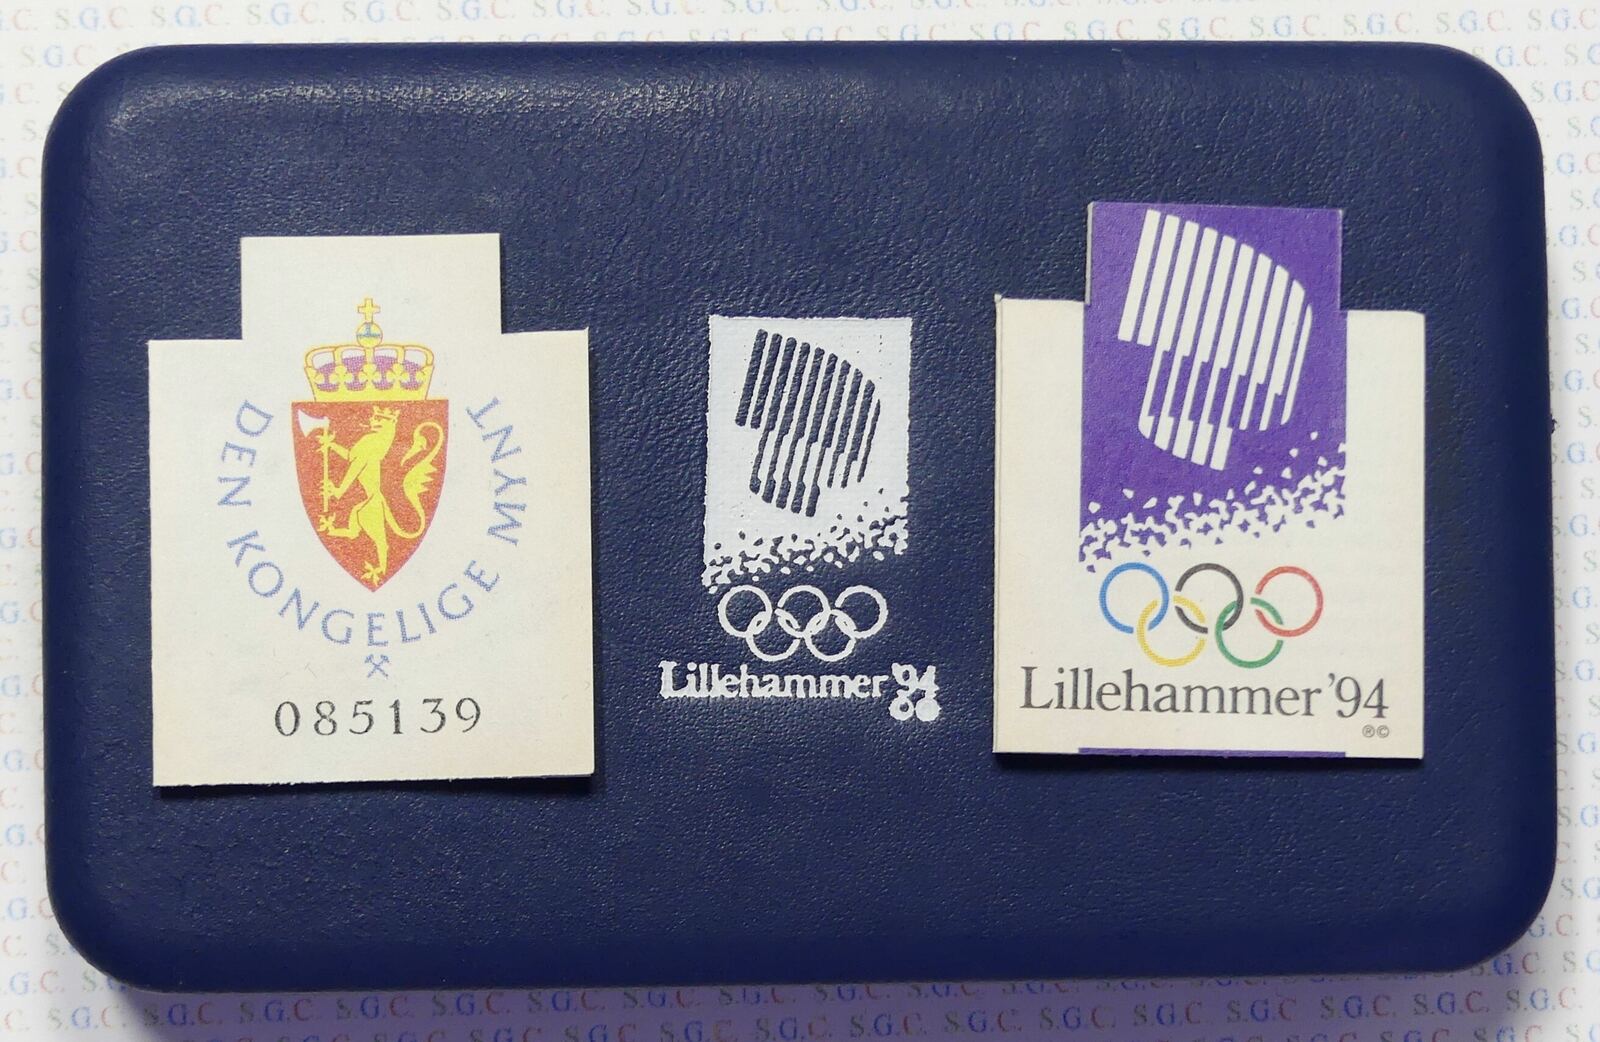 DEN KONGELIGE MYNT
085139
Lillehammer '94
Lillehammer '94
®©
S.G.C. S.G.C. S.G.C. S.G.C. S.G.C. S.G.C.